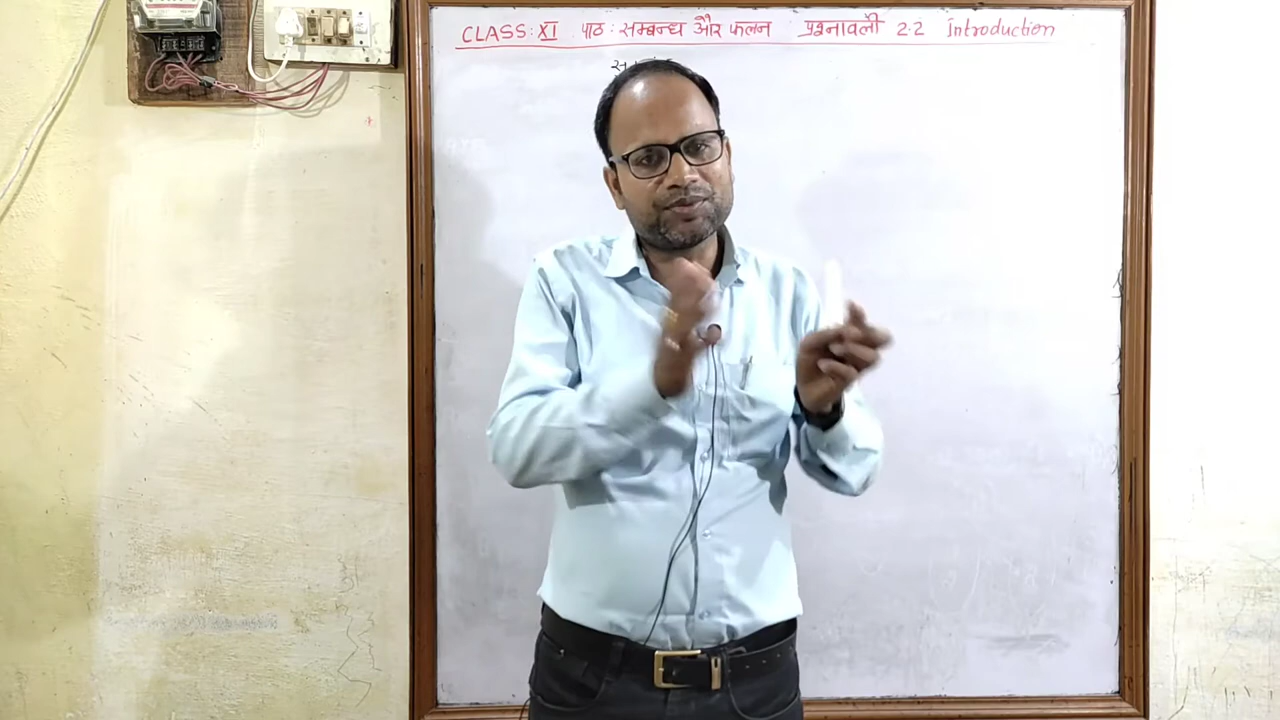 CLASS: XI पाठ : सम्बन्ध और फलन प्रश्नावली 2.2 Introduction